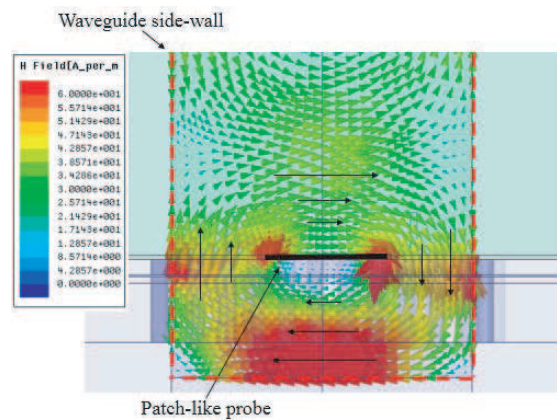 Waveguide side-wall
H Field[A_per_m
6.0000e+001
5.5714e+001
5.1429e+001
4.7143e+001
4.2857e+001
3.8571e+001
3.4286e+001
3.0000e+001
2.5714e+001
2.1429e+001
1.7143e+001
1.2857e+001
8.5714e+000
4.2857e+000
0.0000e+000
Patch-like probe